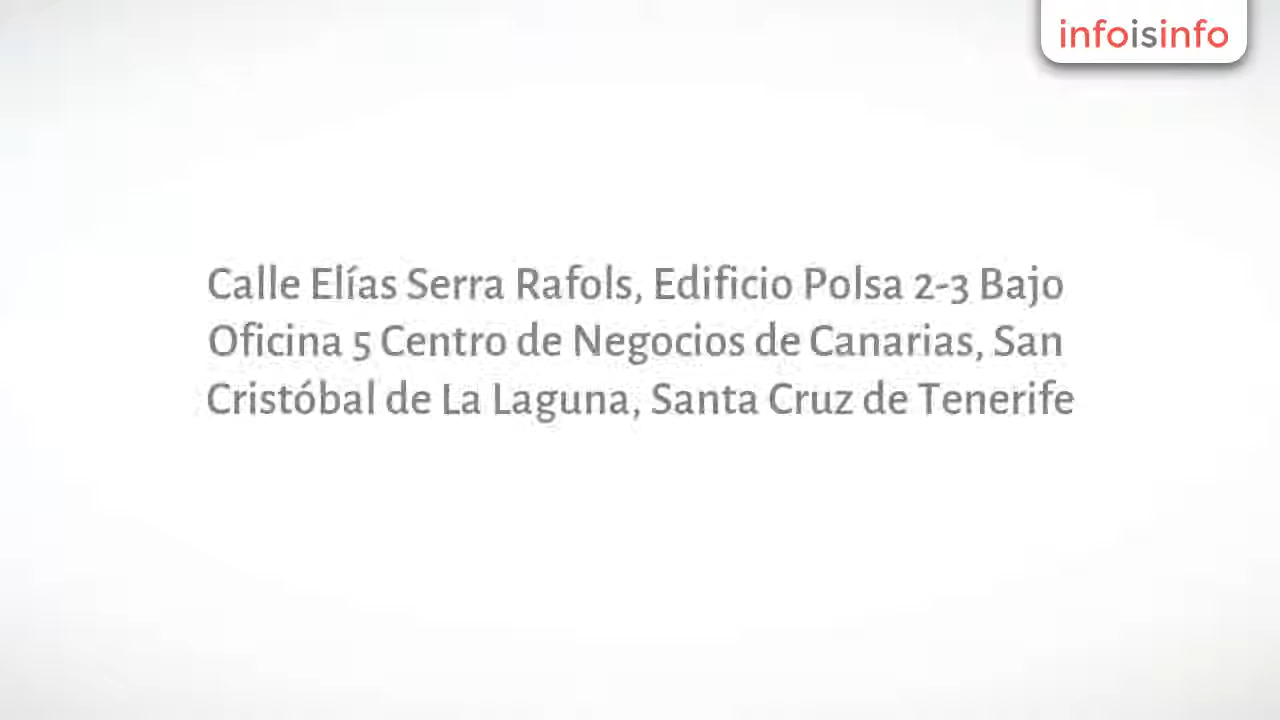 infoisinfo
Calle Elías Serra Rafols, Edificio Polsa 2-3 Bajo
Oficina 5 Centro de Negocios de Canarias, San
Cristóbal de La Laguna, Santa Cruz de Tenerife